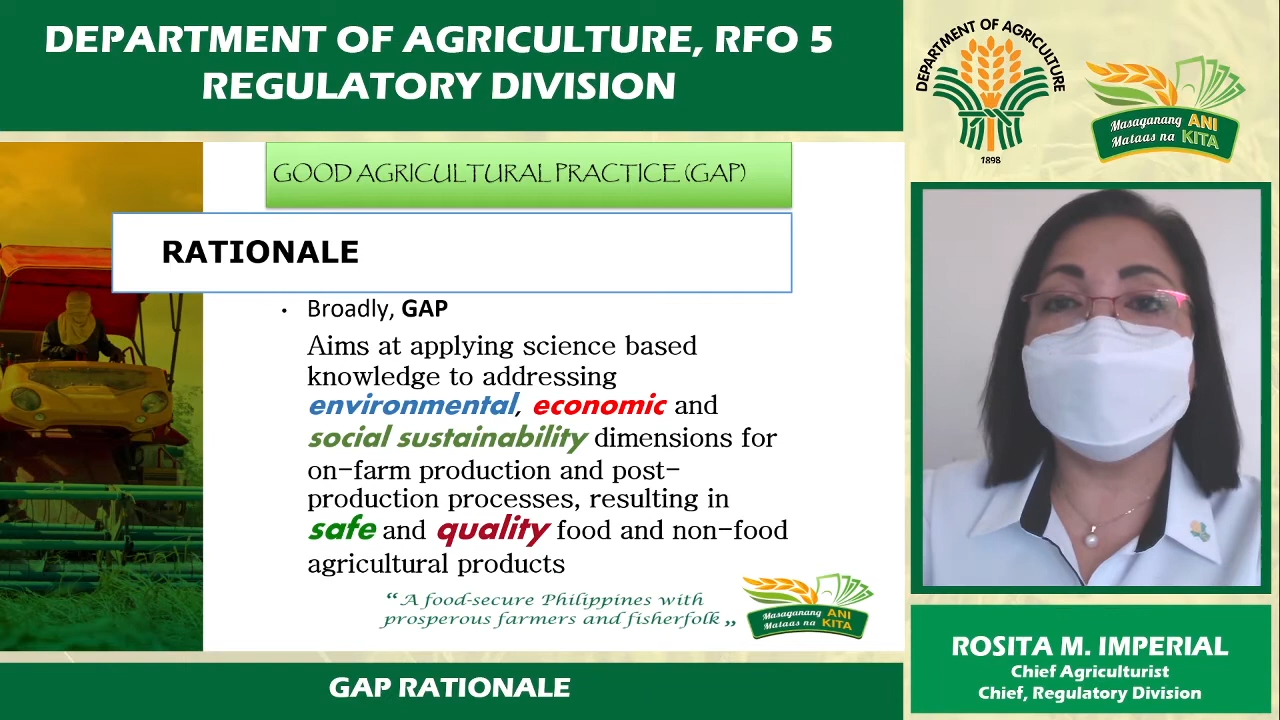 DEPARTMENT OF AGRICULTURE, RFO 5
REGULATORY DIVISION
GOOD AGRICULTURAL PRACTICE (GAP)
RATIONALE
• Broadly, GAP
Aims at applying science based
knowledge to addressing
environmental, economic and
social sustainability dimensions for
on-farm production and post-
production processes, resulting in
safe and quality food and non-food
agricultural products
“ A food-secure Philippines with
prosperous farmers and fisherfolk „
Masaganang ANI
Mataas na KITA
GAP RATIONALE
DEPARTMENT OF AGRICULTURE
1898
Masaganang ANI
Mataas na KITA
ROSITA M. IMPERIAL
Chief Agriculturist
Chief, Regulatory Division